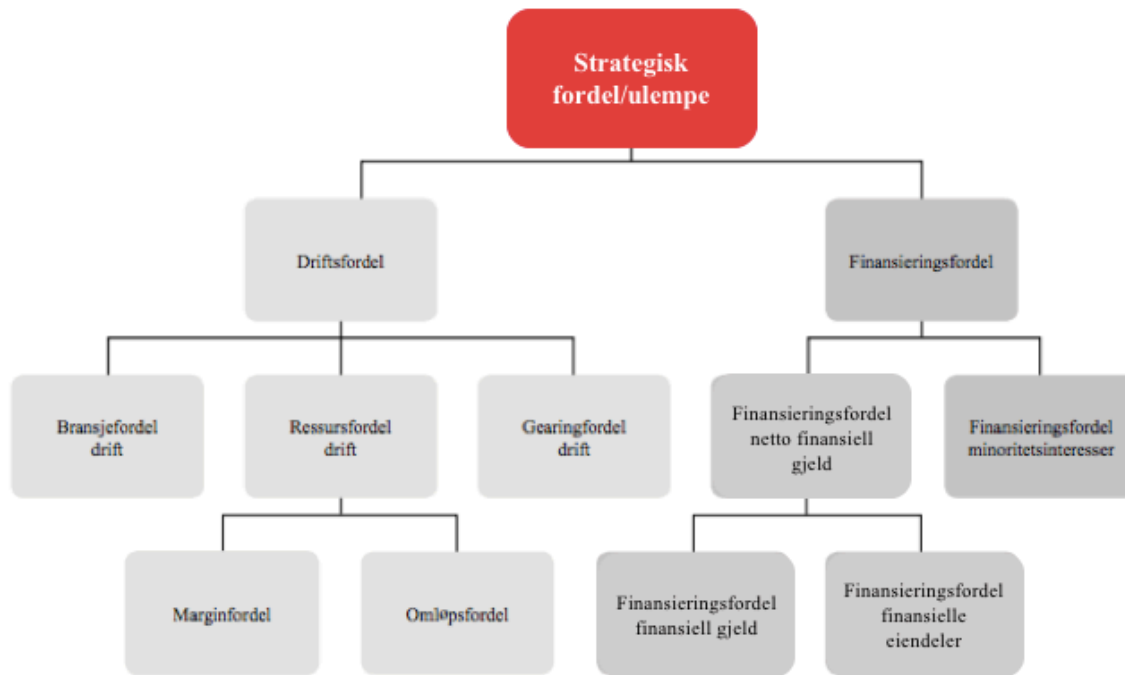 Strategisk
fordel/ulempe
Driftsfordel
Finansieringsfordel
Bransjefordel
drift
Ressursfordel
drift
Gearingfordel
drift
Finansieringsfordel
netto finansiell
gjeld
Finansieringsfordel
minoritetsinteresser
Marginfordel
Omløpsfordel
Finansieringsfordel
finansiell gjeld
Finansieringsfordel
finansielle
eiendeler